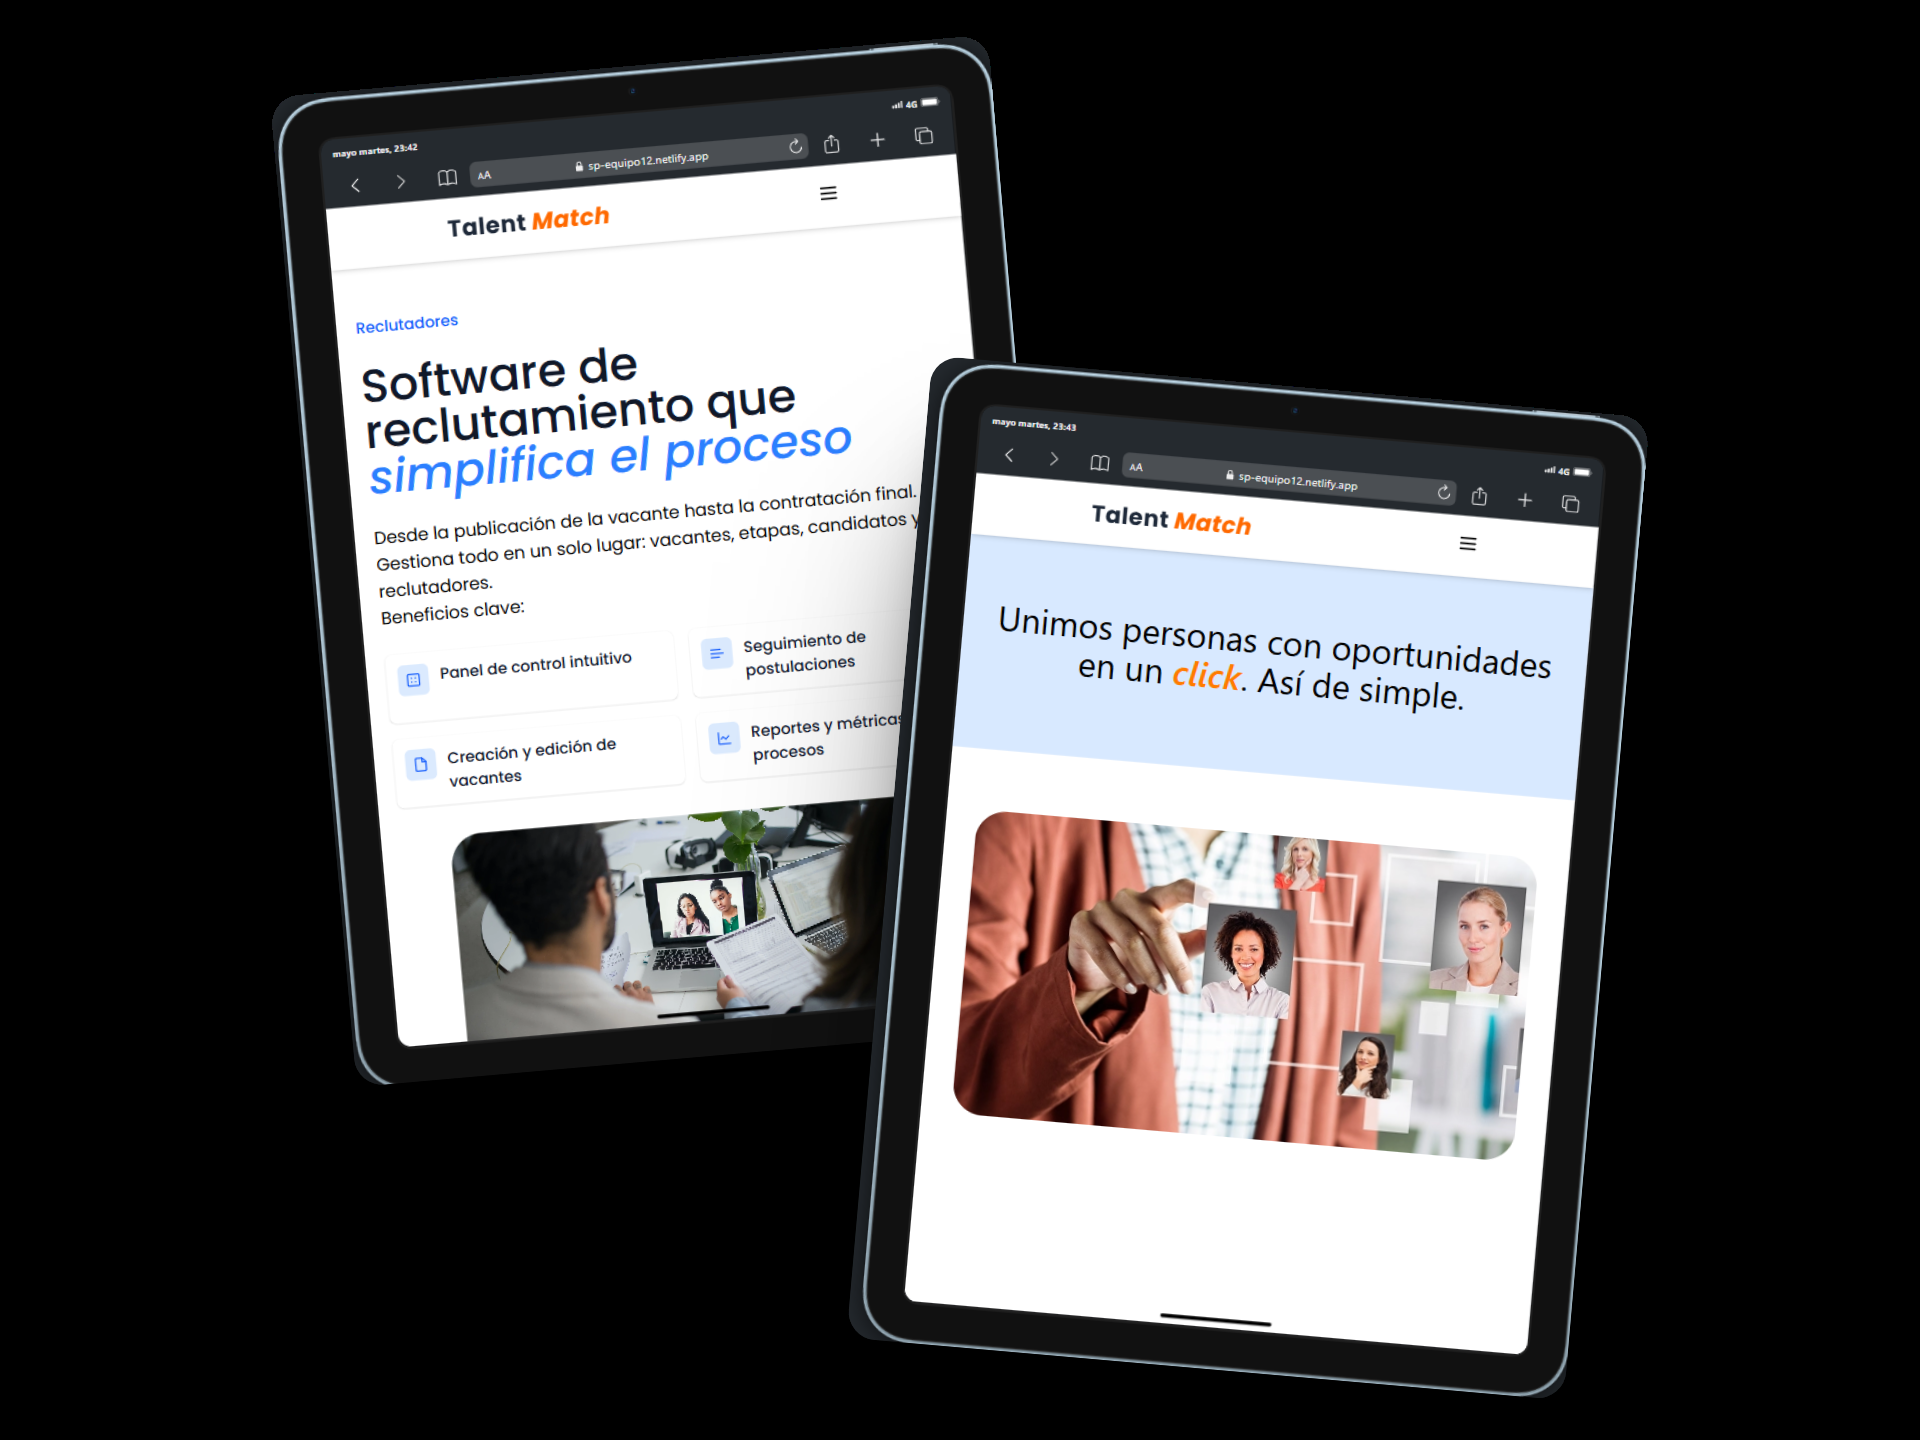 mayo martes, 23:42
4G
AA
sp-equipo12.netlify.app
Talent Match
Reclutadores
Software de
reclutamiento que
simplifica el proceso
Desde la publicación de la vacante hasta la contratación final.
Gestiona todo en un solo lugar: vacantes, etapas, candidatos y
reclutadores.
Beneficios clave:
Panel de control intuitivo
Seguimiento de
postulaciones
Creación y edición de
vacantes
Reportes y métricas
procesos
mayo martes, 23:43
4G
AA
sp-equipo12.netlify.app
Talent Match
Unimos personas con oportunidades
en un click. Así de simple.